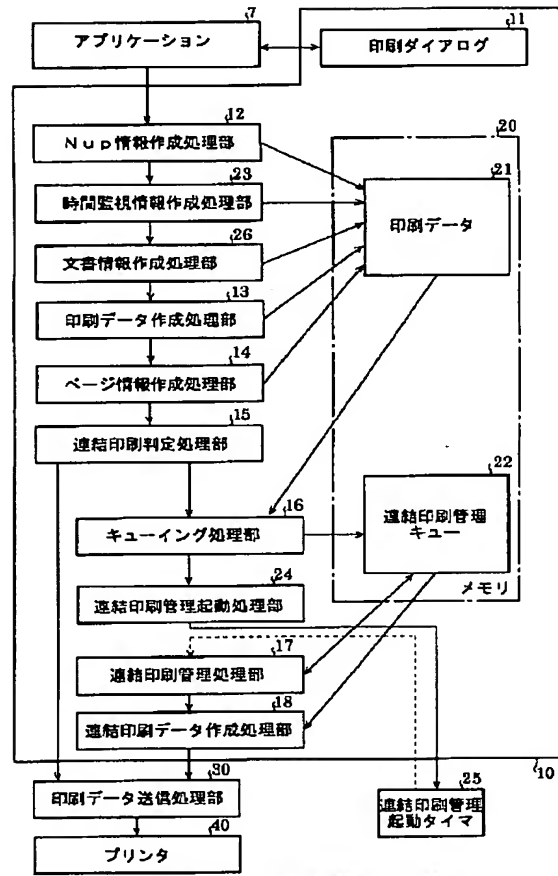 7
アプリケーション
11
印刷ダイアログ
12
Nup情報作成処理部
20
21
印刷データ
23
時間監視情報作成処理部
26
文書情報作成処理部
13
印刷データ作成処理部
14
ページ情報作成処理部
15
連結印刷判定処理部
22
連結印刷管理
キュー
16
キューイング処理部
メモリ
24
連結印刷管理起動処理部
17
連結印刷管理処理部
18
連結印刷データ作成処理部
10
30
印刷データ送信処理部
25
連結印刷管理
起動タイマ
40
プリンタ